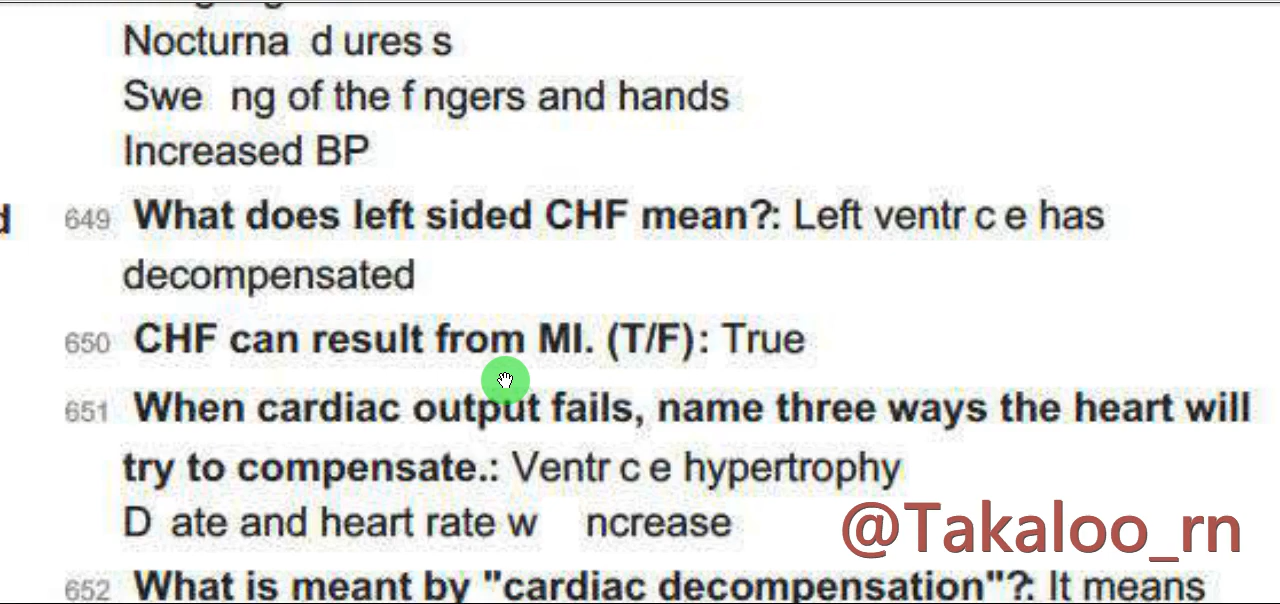 Nocturna d ures s
Swe ng of the f ngers and hands
Increased BP
d
649 What does left sided CHF mean?: Left ventr c e has
decompensated
650 CHF can result from MI. (T/F): True
651 When cardiac output fails, name three ways the heart will
try to compensate.: Ventr c e hypertrophy
D ate and heart rate w ncrease
@Takaloo_rn
652 What is meant by "cardiac decompensation"?: It means